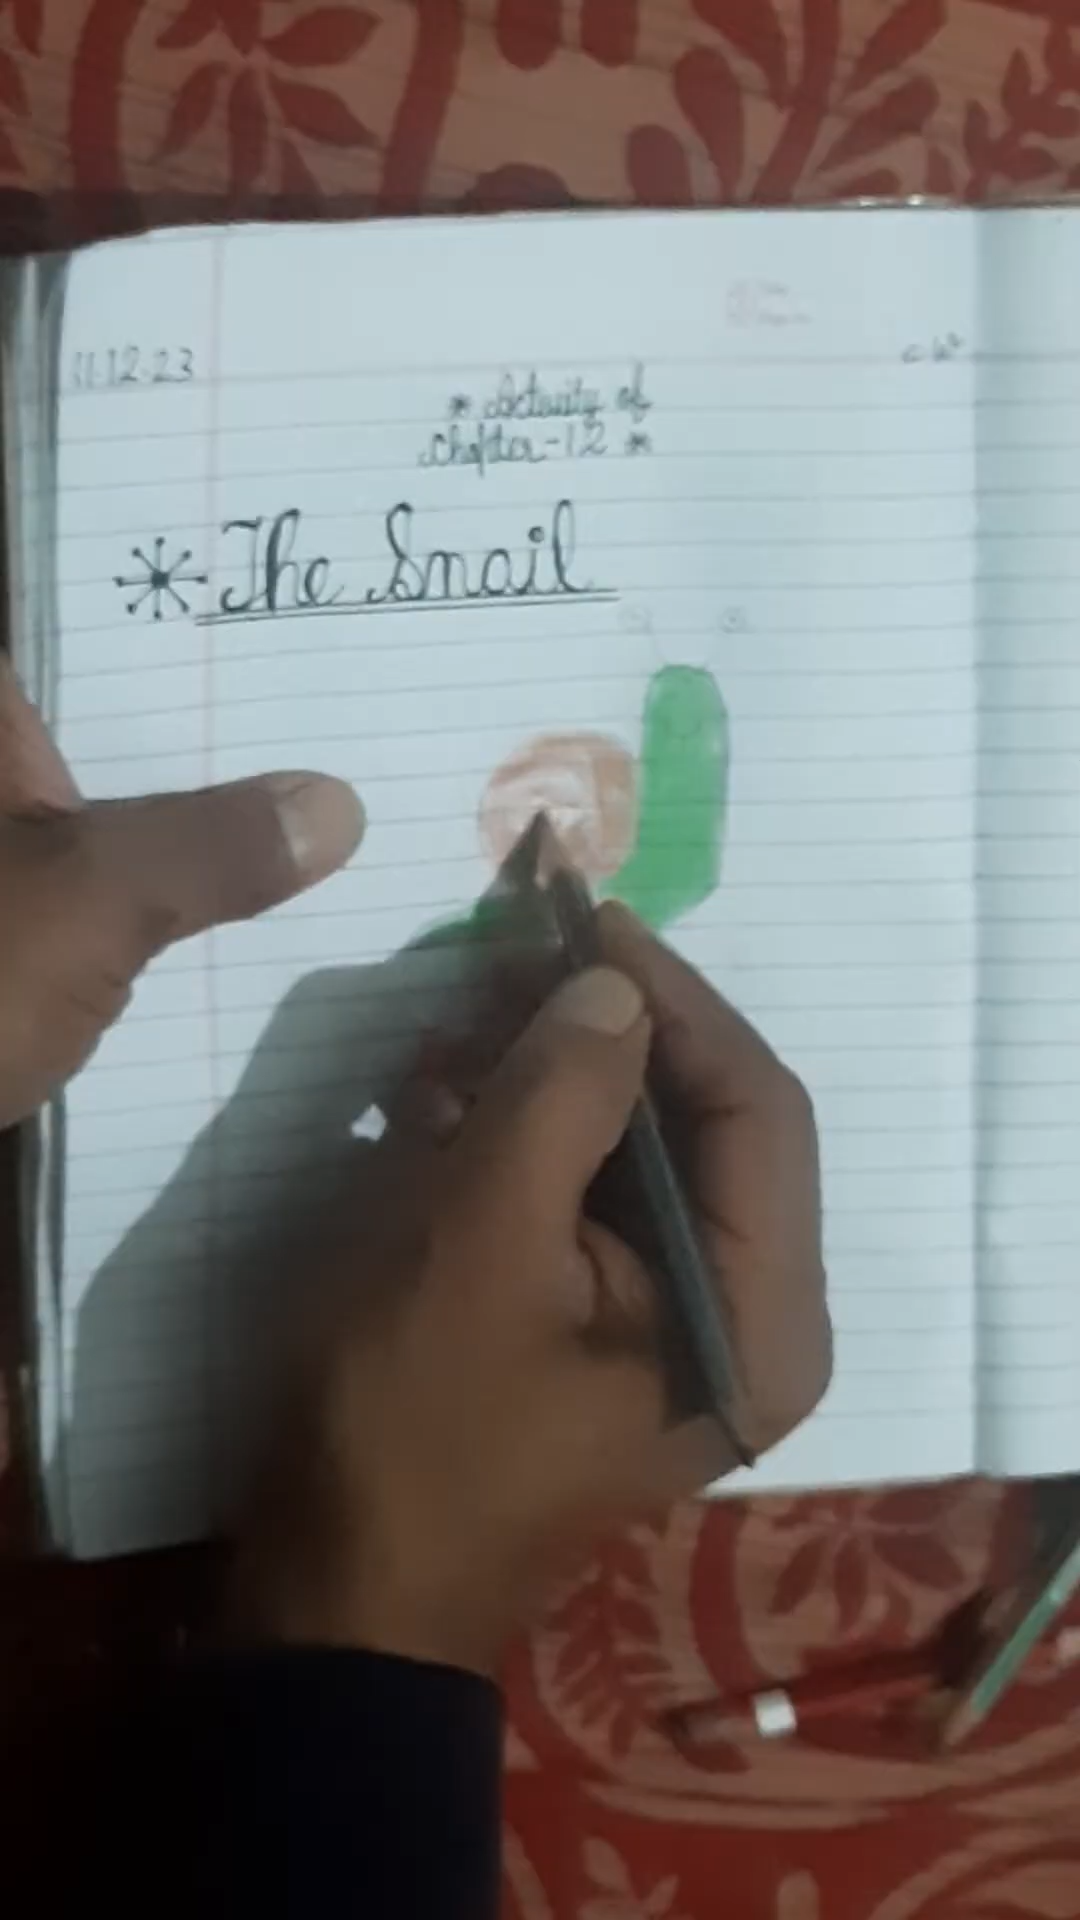 11-12-23
C.W
* Activity of
Chapter-12 *
The Snail